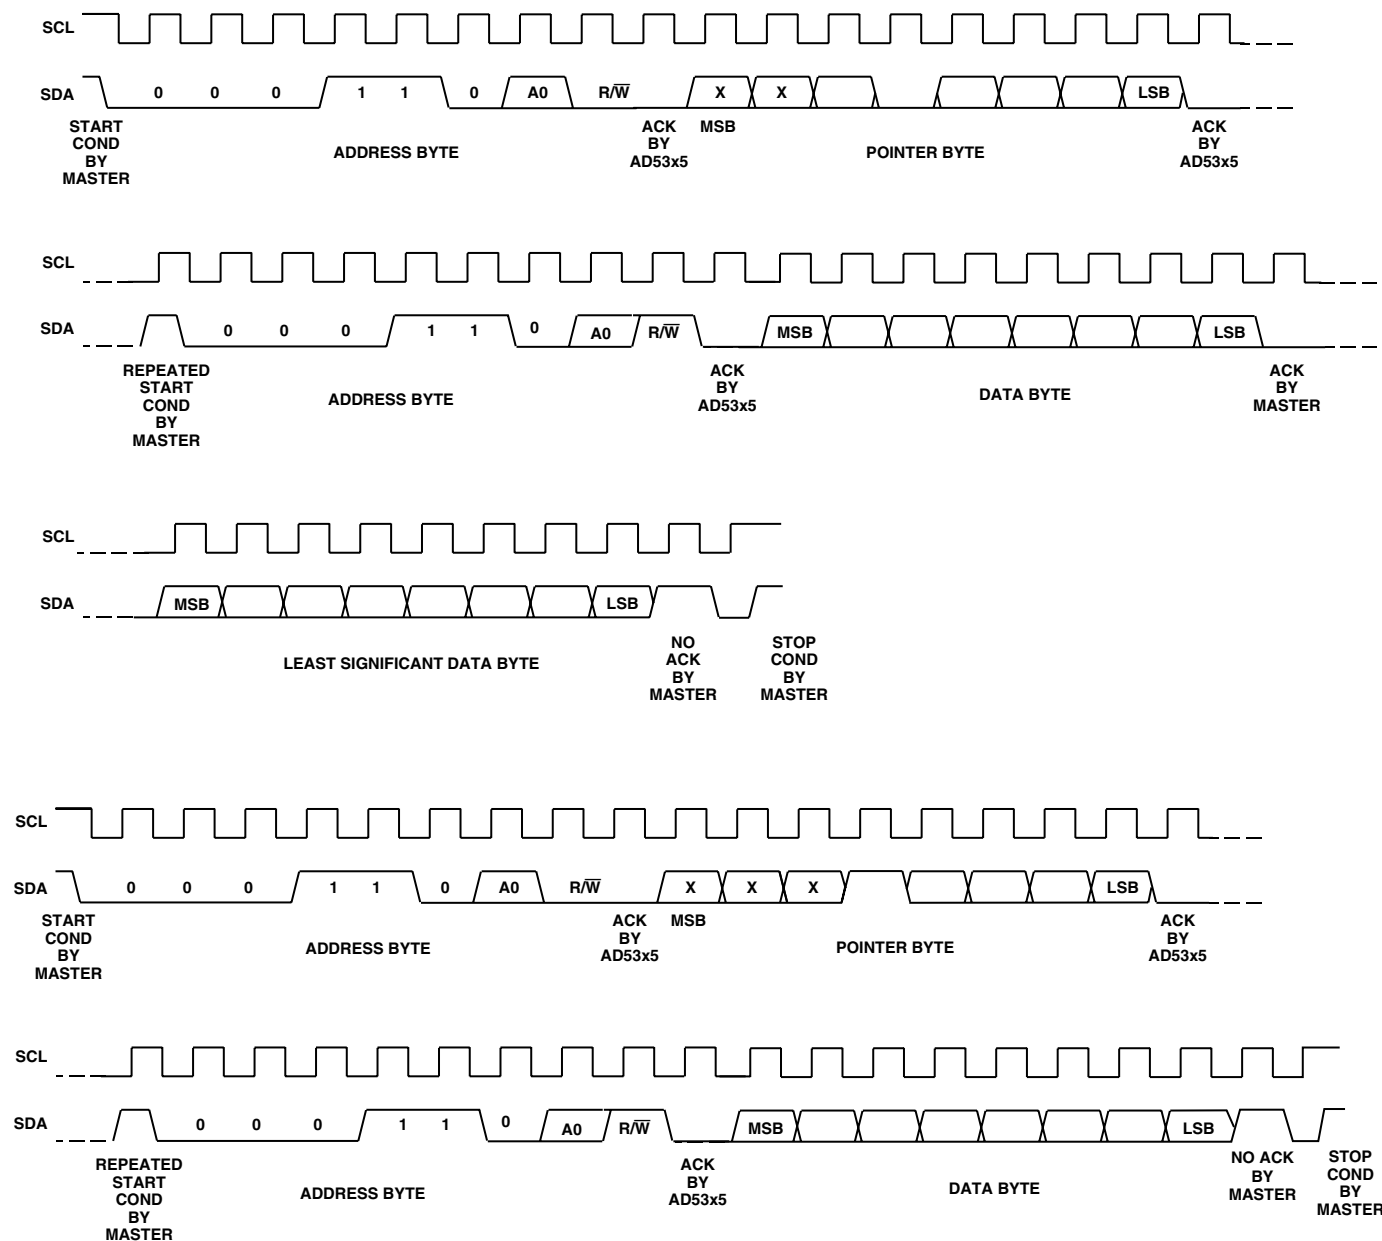 SCL
SDA 0 0 0 1 1 0 A0 R/W̅ X X LSB
START COND BY MASTER
ADDRESS BYTE
ACK BY AD53x5
MSB
POINTER BYTE
ACK BY AD53x5
SCL
SDA 0 0 0 1 1 0 A0 R/W̅ MSB LSB
REPEATED START COND BY MASTER
ADDRESS BYTE
ACK BY AD53x5
DATA BYTE
ACK BY MASTER
SCL
SDA MSB LSB
LEAST SIGNIFICANT DATA BYTE
NO ACK BY MASTER
STOP COND BY MASTER
SCL
SDA 0 0 0 1 1 0 A0 R/W̅ X X X LSB
START COND BY MASTER
ADDRESS BYTE
ACK BY AD53x5
MSB
POINTER BYTE
ACK BY AD53x5
SCL
SDA 0 0 0 1 1 0 A0 R/W̅ MSB LSB
REPEATED START COND BY MASTER
ADDRESS BYTE
ACK BY AD53x5
DATA BYTE
NO ACK BY MASTER
STOP COND BY MASTER